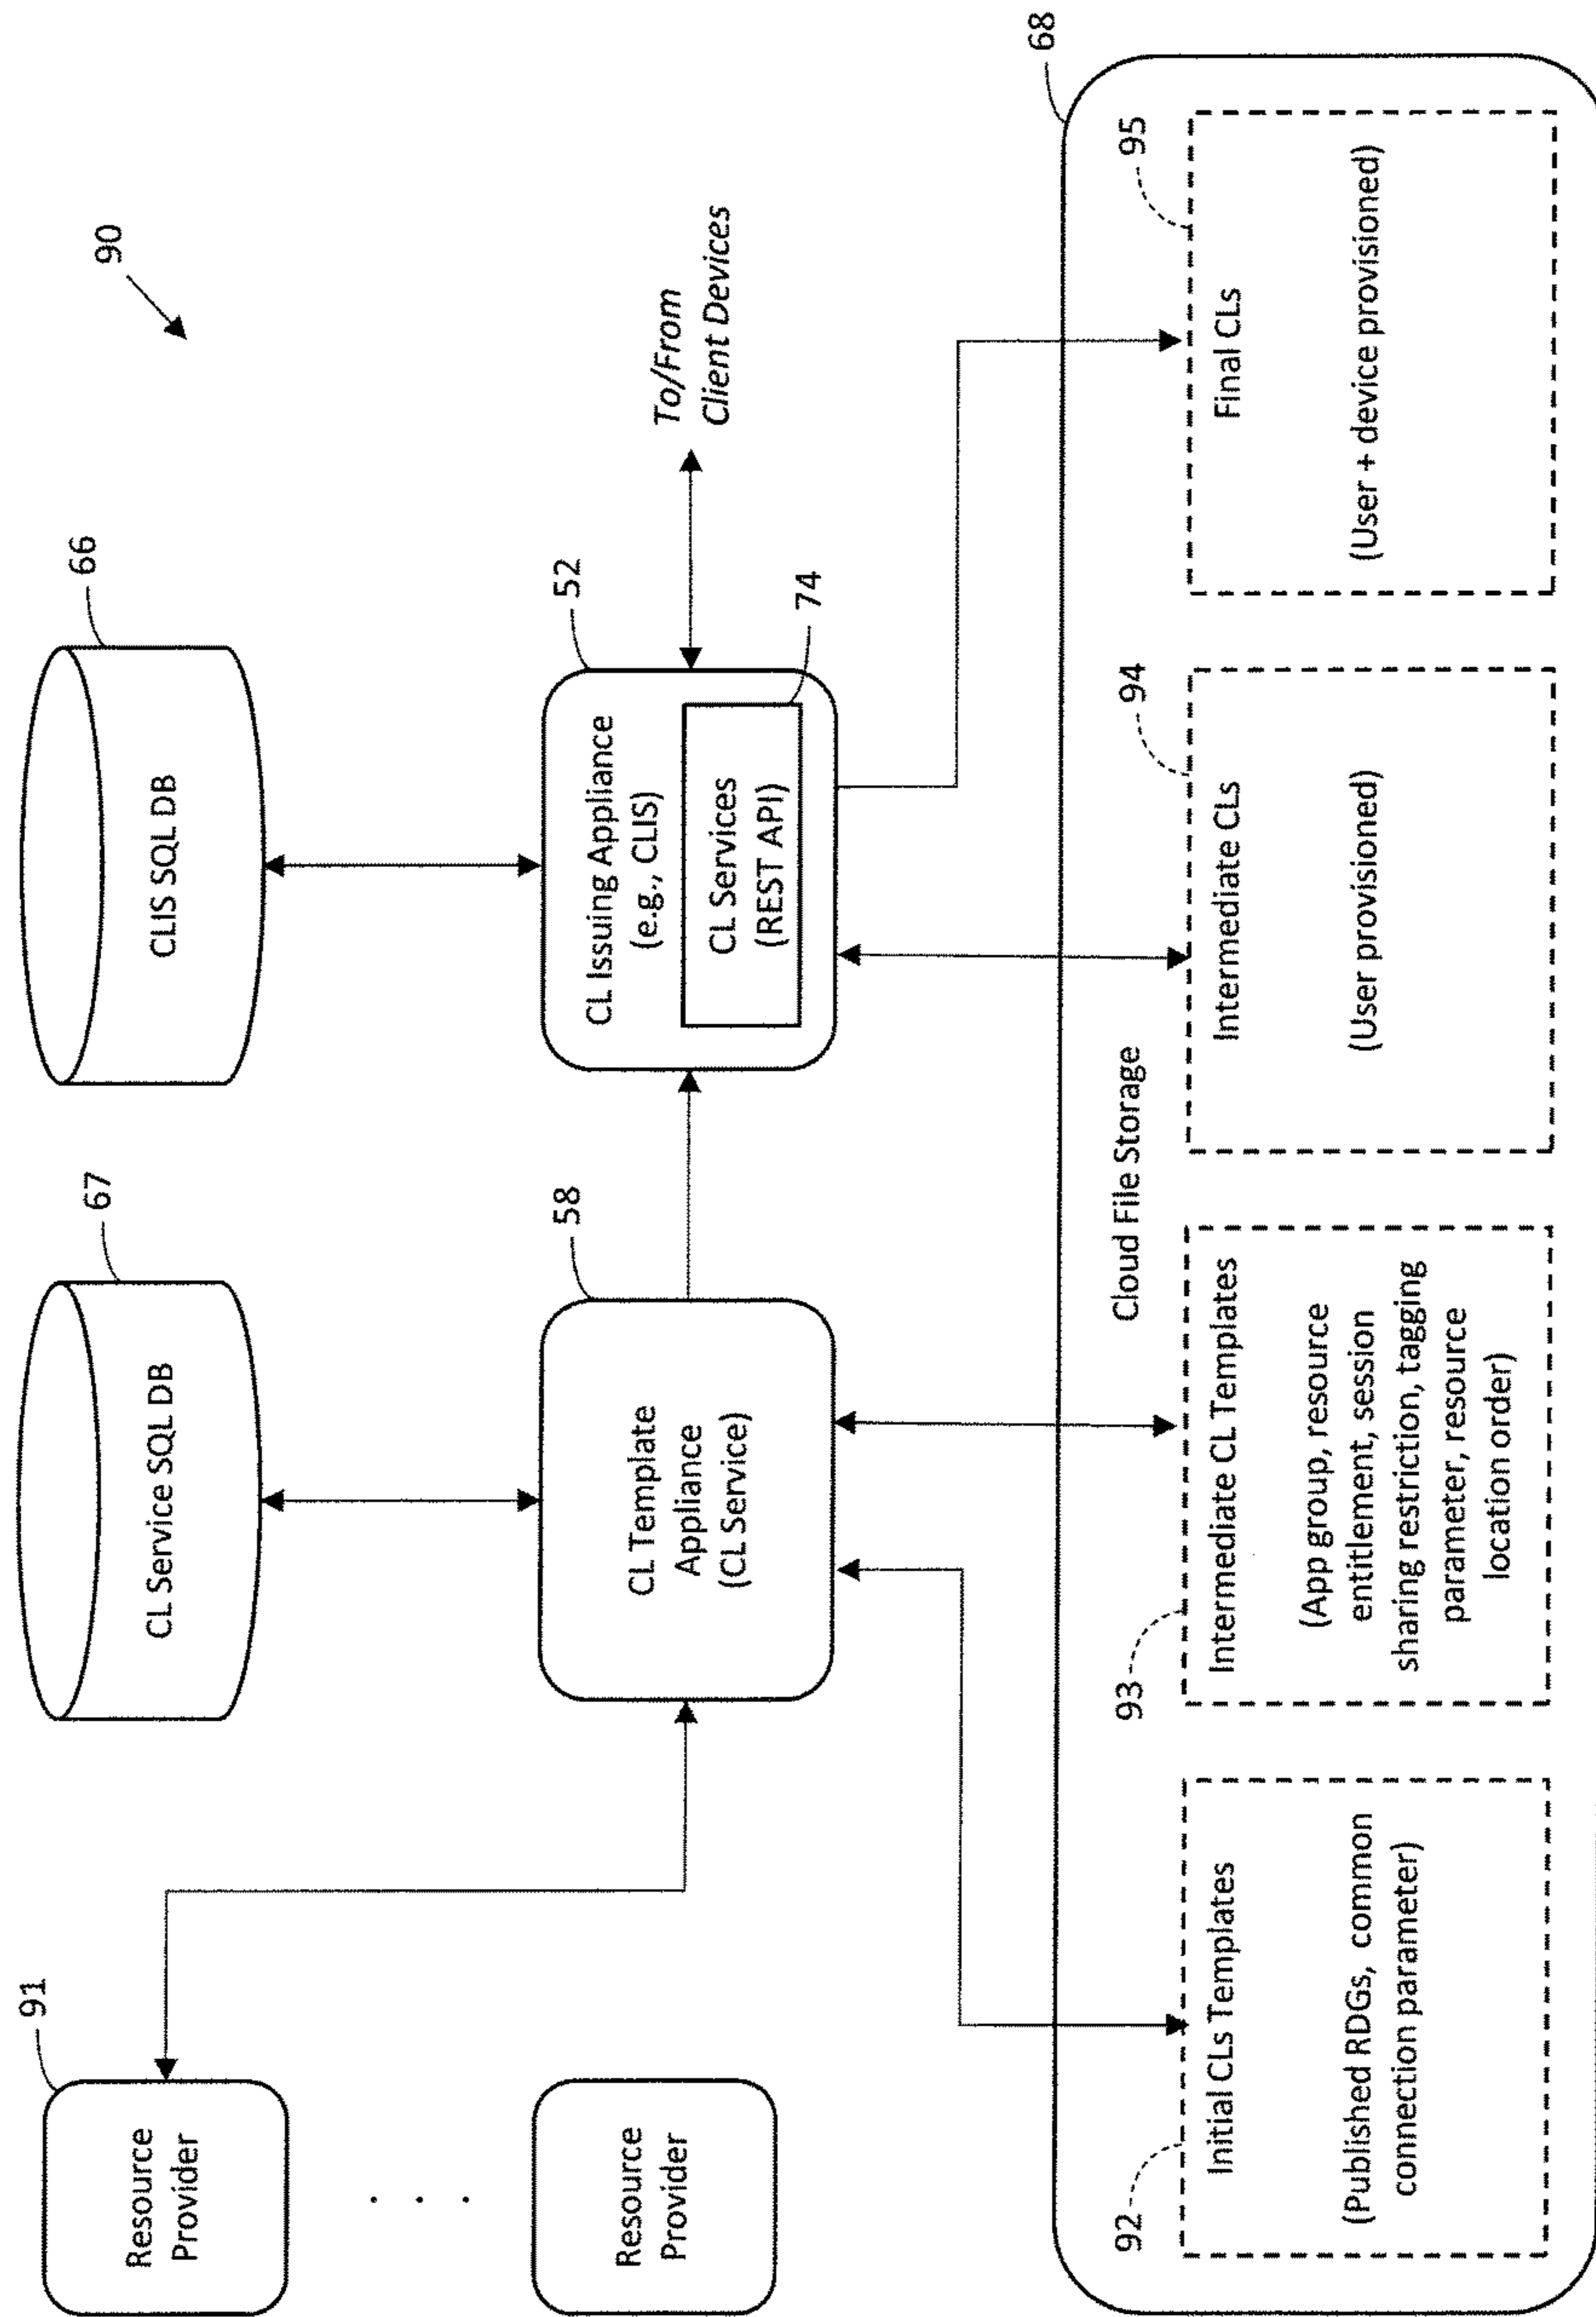 90
91
Resource
Provider
. . .
Resource
Provider
67
CL Service SQL DB
58
CL Template
Appliance
(CL Service)
66
CLIS SQL DB
52
CL Issuing Appliance
(e.g., CLIS)
CL Services
(REST API)
74
To/From
Client Devices
68
Cloud File Storage
92
Initial CLs Templates
(Published RDGs, common
connection parameter)
93
Intermediate CL Templates
(App group, resource
entitlement, session
sharing restriction, tagging
parameter, resource
location order)
94
Intermediate CLs
(User provisioned)
95
Final CLs
(User + device provisioned)